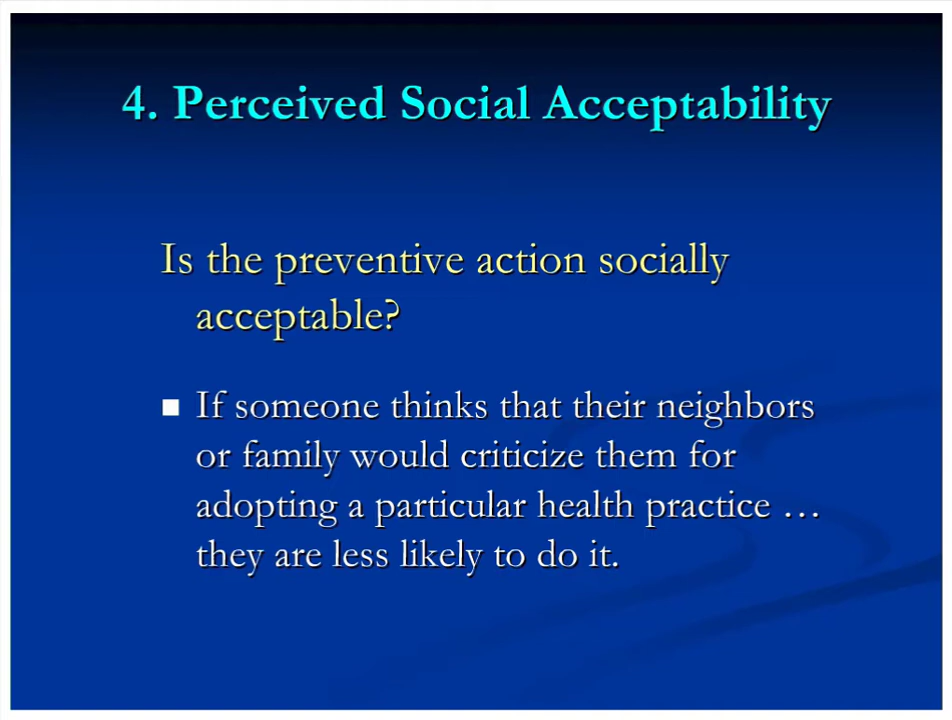 4. Perceived Social Acceptability
Is the preventive action socially
acceptable?
If someone thinks that their neighbors
or family would criticize them for
adopting a particular health practice …
they are less likely to do it.